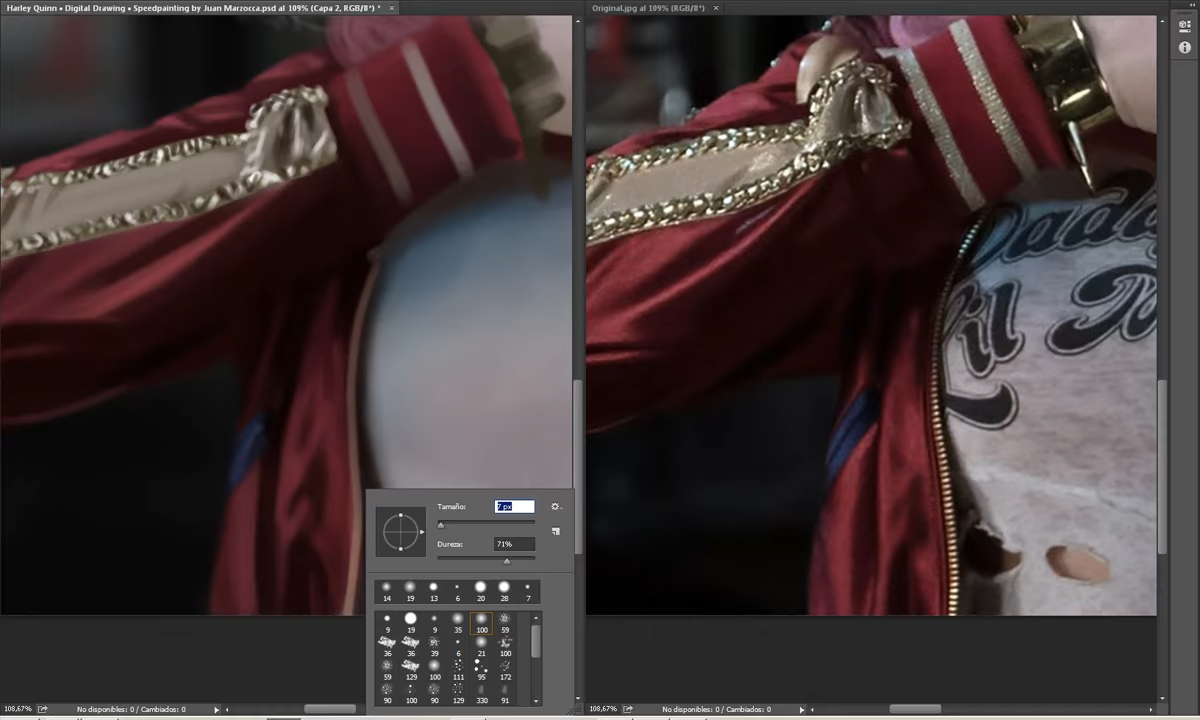 Harley Quinn • Digital Drawing • Speedpainting by Juan Marzocca.psd al 109% (Capa 2, RGB/8*) * ×
Original.jpg al 109% (RGB/8*) ×
Daddy
Lil
Tamaño: 7 px
Dureza: 71%
14 19 13 6 20 28 7
9 19 9 35 100 59
36 36 39 6 21 100
59 129 100 111 95 172
90 100 90 129 330 91
108,67% No disponibles: 0 / Cambiados: 0
108,67% No disponibles: 0 / Cambiados: 0